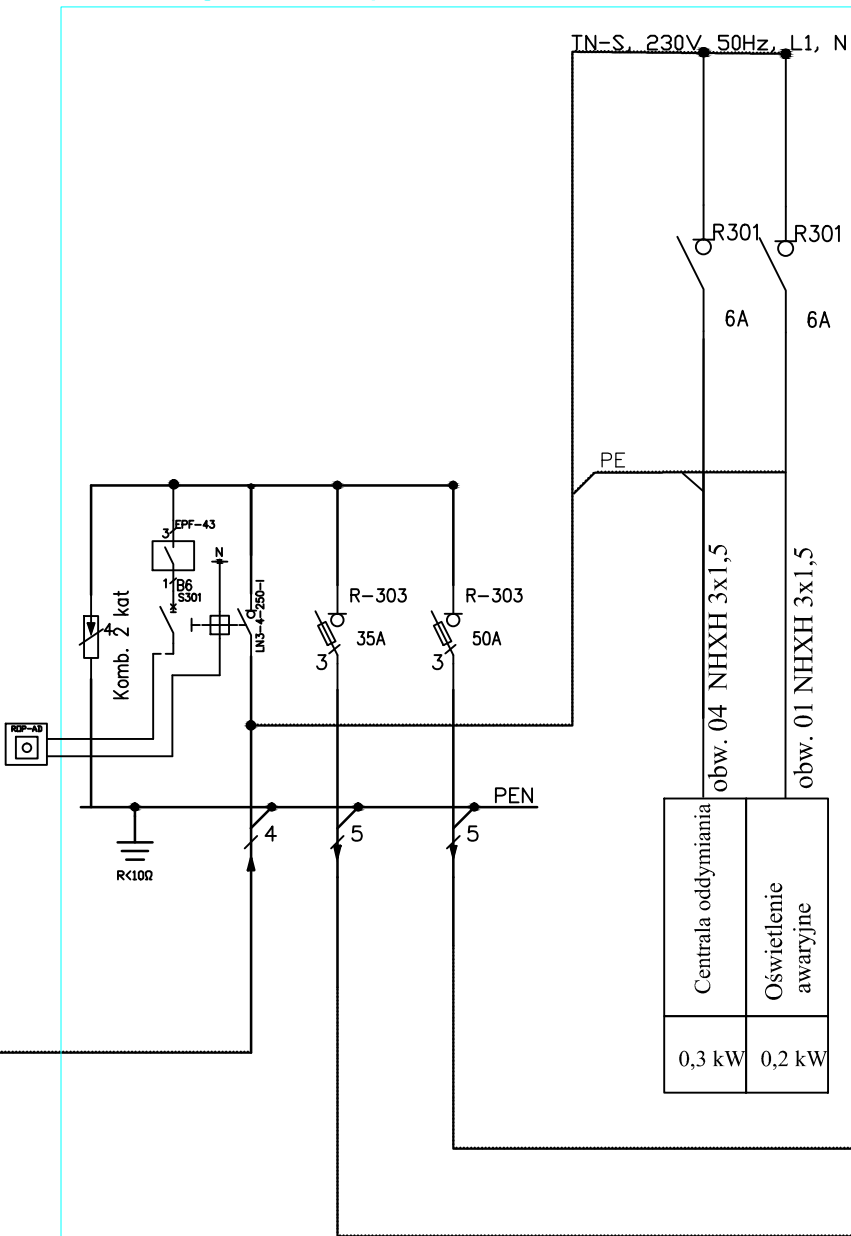 TN-S, 230V, 50Hz, L1, N
R301
R301
6A
6A
PE
EPF-43
3
N
1
B6
S301
LN3-4-250-I
4
Komb. 2 kat
R-303
35A
3
R-303
50A
3
obw. 04 NHXH 3x1,5
obw. 01 NHXH 3x1,5
ROP-AD
PEN
4
5
5
R<10Ω
Centrala oddymiania
Oświetlenie
awaryjne
0,3 kW
0,2 kW